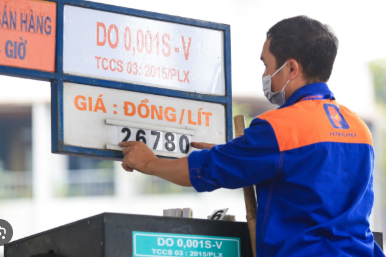 BÁN HÀNG
GIỜ
DO 0,001S-V
TCCS 03: 2015/PLX
GIÁ : ĐỒNG/LÍT
26780
PETROLIMEX
DO 0,001S-V
TCCS 03: 2015/PLX